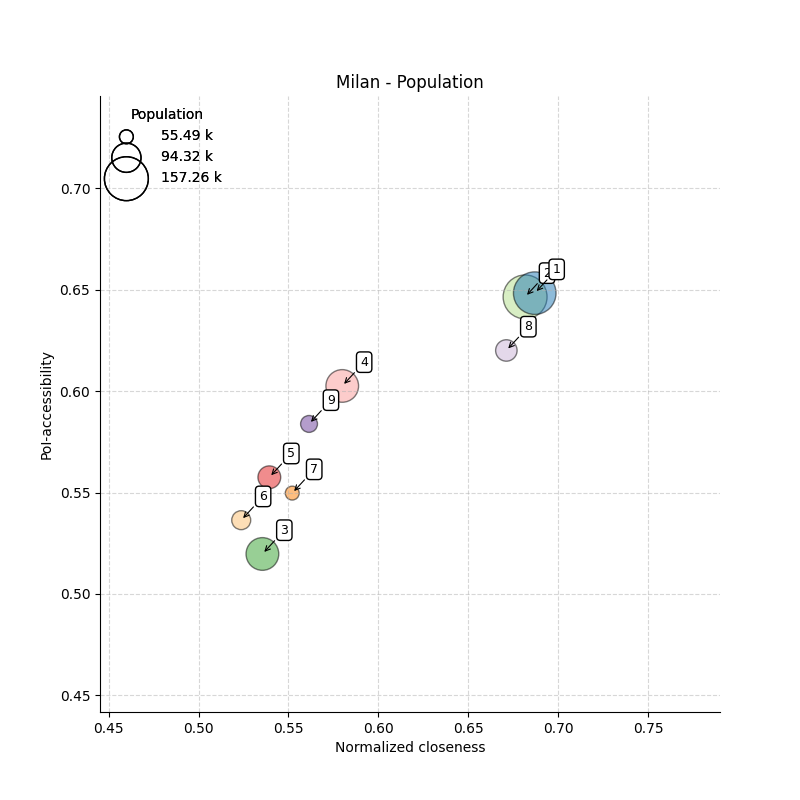 Milan - Population
Population
55.49 k
94.32 k
157.26 k
0.70
0.65
0.60
0.55
0.50
0.45
PoI-accessibility
2
1
8
4
9
5
7
6
3
0.45 0.50 0.55 0.60 0.65 0.70 0.75
Normalized closeness